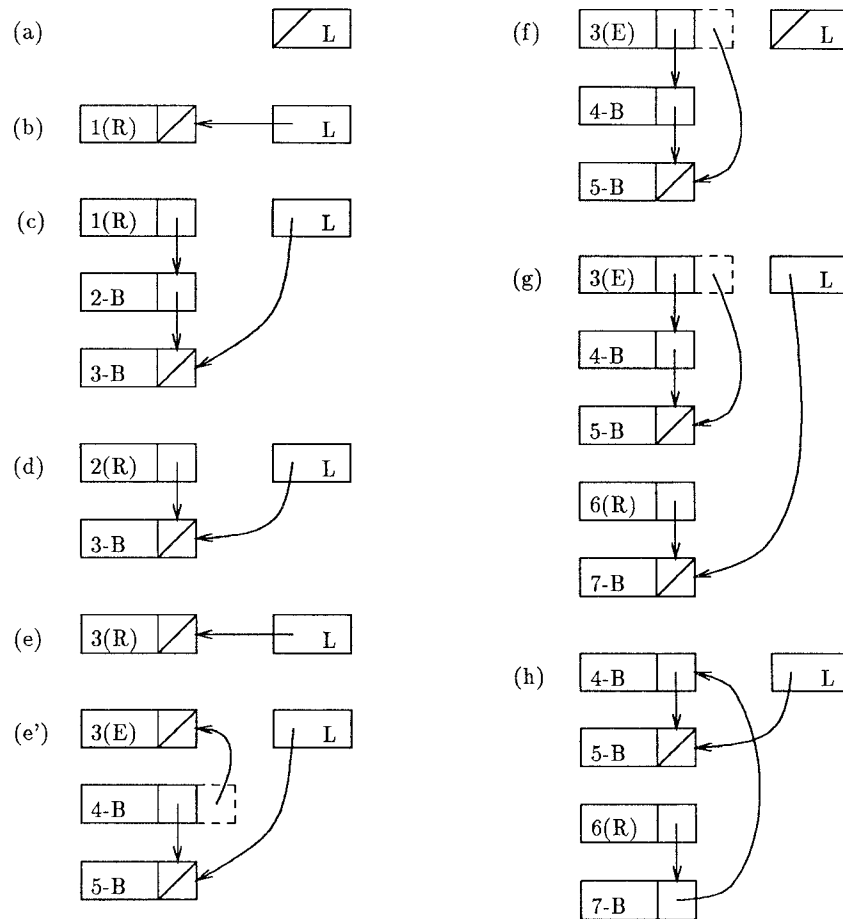 (a) L
(b) 1(R) L
(c) 1(R) L
2-B
3-B
(d) 2(R) L
3-B
(e) 3(R) L
(e') 3(E) L
4-B
5-B
(f) 3(E) L
4-B
5-B
(g) 3(E) L
4-B
5-B
6(R)
7-B
(h) 4-B L
5-B
6(R)
7-B